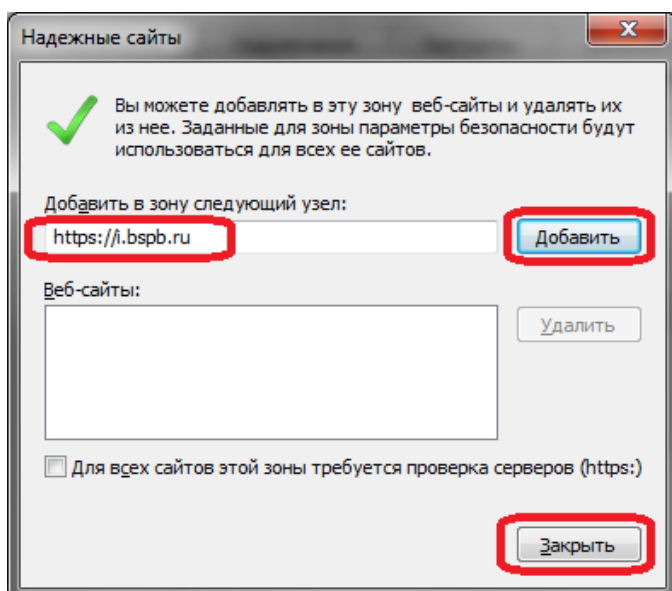 Надежные сайты
Вы можете добавлять в эту зону веб-сайты и удалять их
из нее. Заданные для зоны параметры безопасности будут
использоваться для всех ее сайтов.
Добавить в зону следующий узел:
https://i.bspb.ru
Добавить
Веб-сайты:
Удалить
Для всех сайтов этой зоны требуется проверка серверов (https:)
Закрыть